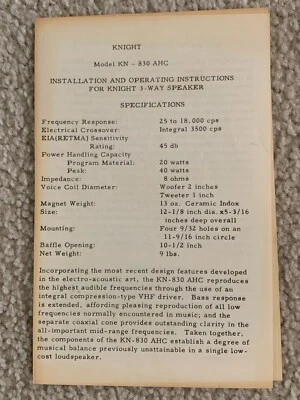 KNIGHT
Model KN - 830 AHC
INSTALLATION AND OPERATING INSTRUCTIONS
FOR KNIGHT 3-WAY SPEAKER
SPECIFICATIONS
Frequency Response: 25 to 18,000 cps
Electrical Crossover: Integral 3500 cps
EIA(RETMA) Sensitivity
Rating: 45 db
Power Handling Capacity
Program Material: 20 watts
Peak: 40 watts
Impedance: 8 ohms
Voice Coil Diameter: Woofer 2 inches
Tweeter 1 inch
Magnet Weight: 13 oz. Ceramic Indox
Size: 12-1/8 inch dia. x5-3/16
inches deep overall
Mounting: Four 9/32 holes on an
11-9/16 inch circle
Baffle Opening: 10-1/2 inch
Net Weight: 9 lbs.
Incorporating the most recent design features developed
in the electro-acoustic art, the KN-830 AHC reproduces
the highest audible frequencies through the use of an
integral compression-type VHF driver. Bass response
is extended, affording pleasing reproduction of all low
frequencies normally encountered in music; and the
separate coaxial cone provides outstanding clarity in the
all-important mid-range frequencies. Taken together,
the components of the KN-830 AHC establish a degree of
musical balance previously unattainable in a single low-
cost loudspeaker.